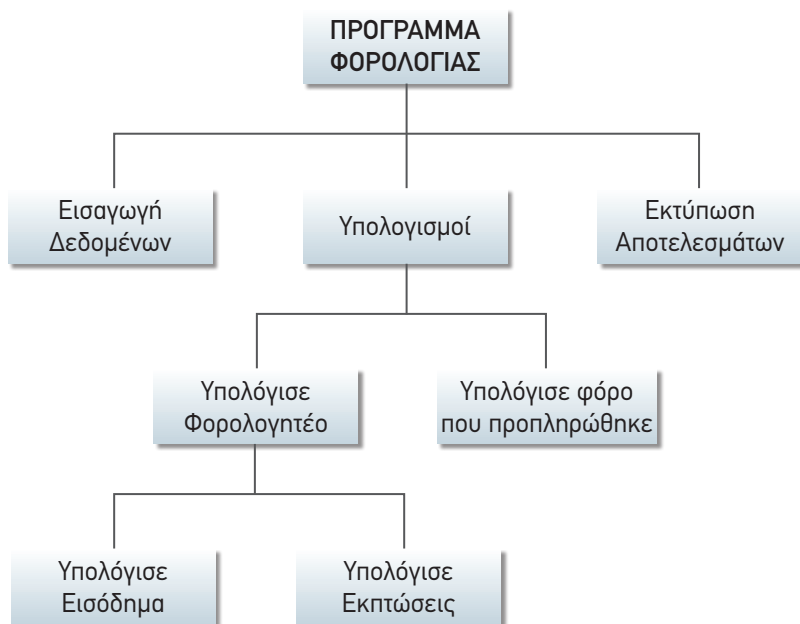 ΠΡΟΓΡΑΜΜΑ
ΦΟΡΟΛΟΓΙΑΣ
Εισαγωγή
Δεδομένων
Υπολογισμοί
Εκτύπωση
Αποτελεσμάτων
Υπολόγισε
Φορολογητέο
Υπολόγισε φόρο
που προπληρώθηκε
Υπολόγισε
Εισόδημα
Υπολόγισε
Εκπτώσεις